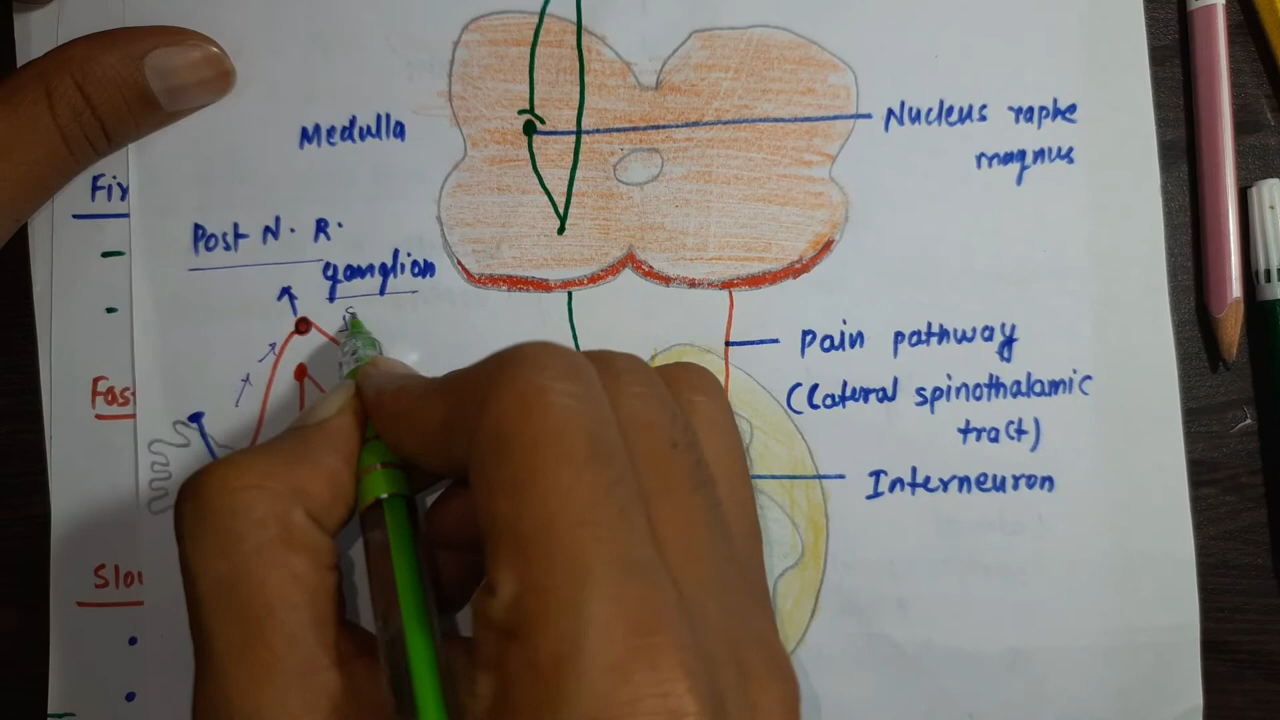 Medulla
Nucleus raphe
magnus
Post N. R.
ganglion
Pain pathway
(Lateral spinothalamic
tract)
Interneuron